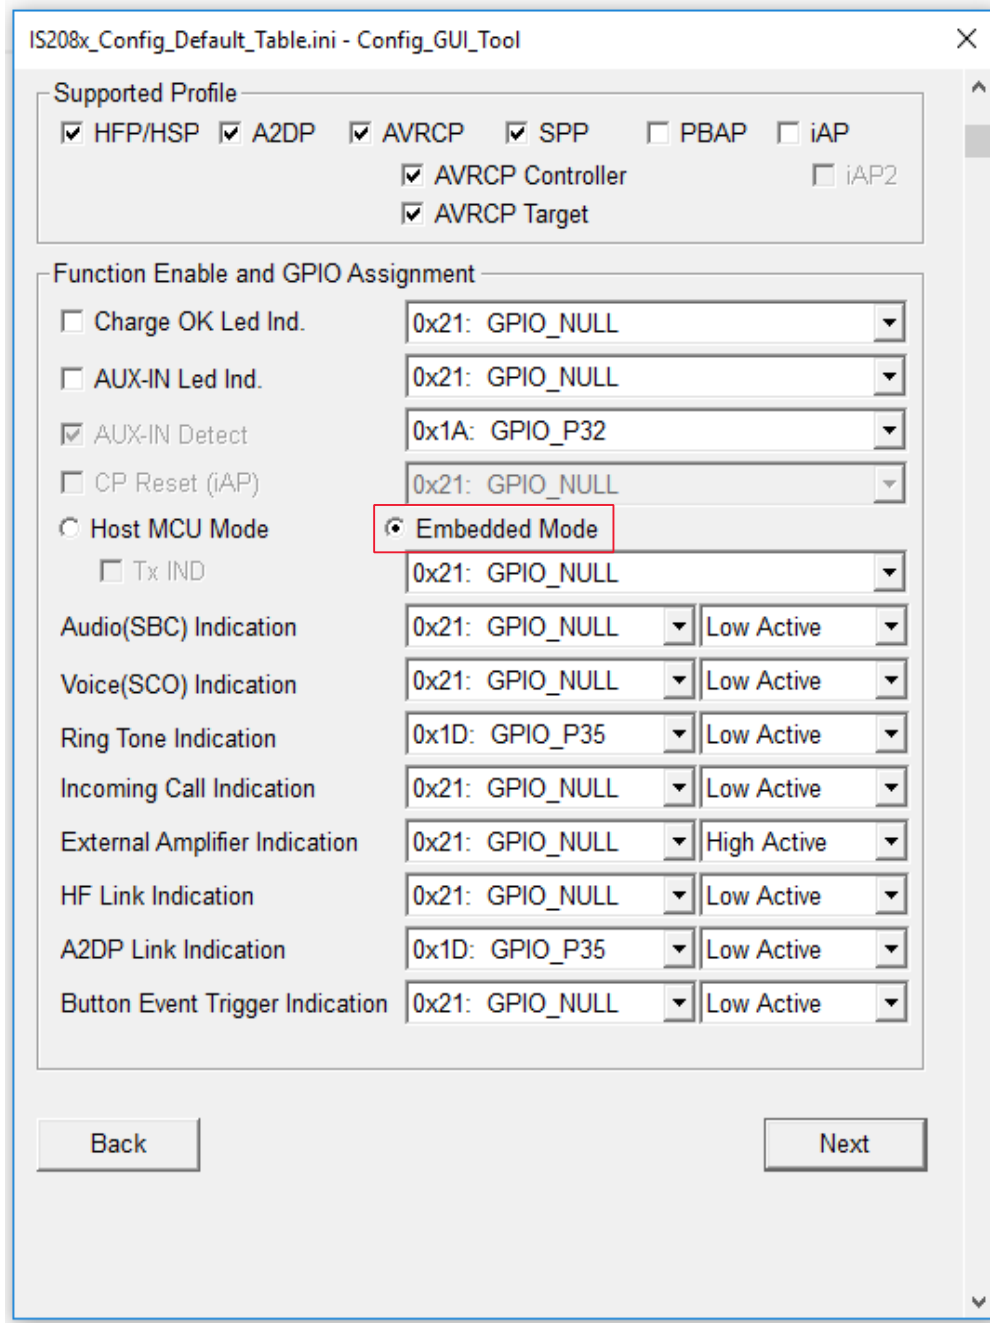 IS208x_Config_Default_Table.ini - Config_GUI_Tool
Supported Profile
HFP/HSP A2DP AVRCP SPP PBAP iAP
AVRCP Controller iAP2
AVRCP Target
Function Enable and GPIO Assignment
Charge OK Led Ind. 0x21: GPIO_NULL
AUX-IN Led Ind. 0x21: GPIO_NULL
AUX-IN Detect 0x1A: GPIO_P32
CP Reset (iAP) 0x21: GPIO_NULL
Host MCU Mode Embedded Mode
Tx IND 0x21: GPIO_NULL
Audio(SBC) Indication 0x21: GPIO_NULL Low Active
Voice(SCO) Indication 0x21: GPIO_NULL Low Active
Ring Tone Indication 0x1D: GPIO_P35 Low Active
Incoming Call Indication 0x21: GPIO_NULL Low Active
External Amplifier Indication 0x21: GPIO_NULL High Active
HF Link Indication 0x21: GPIO_NULL Low Active
A2DP Link Indication 0x1D: GPIO_P35 Low Active
Button Event Trigger Indication 0x21: GPIO_NULL Low Active
Back Next